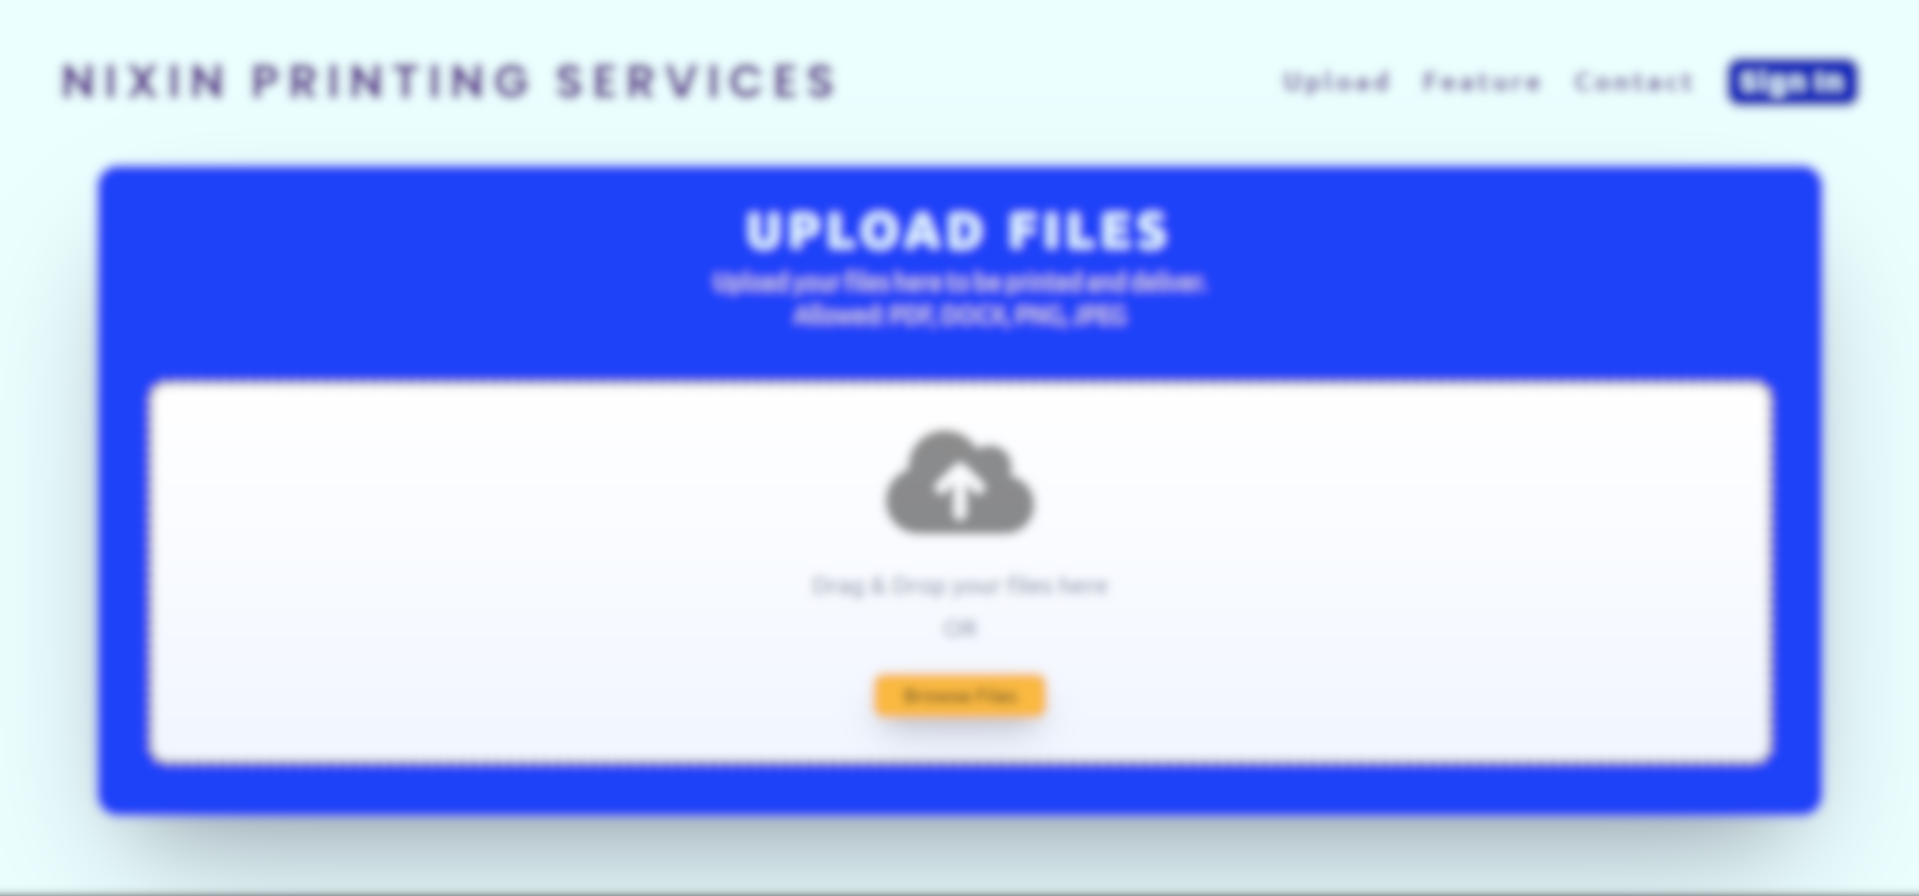 NIXIN PRINTING SERVICES
Upload Feature Contact Sign In
UPLOAD FILES
Upload your files here to be printed and deliver.
Allowed: PDF, DOCX, PNG, JPEG
Drag & Drop your files here
OR
Browse Files